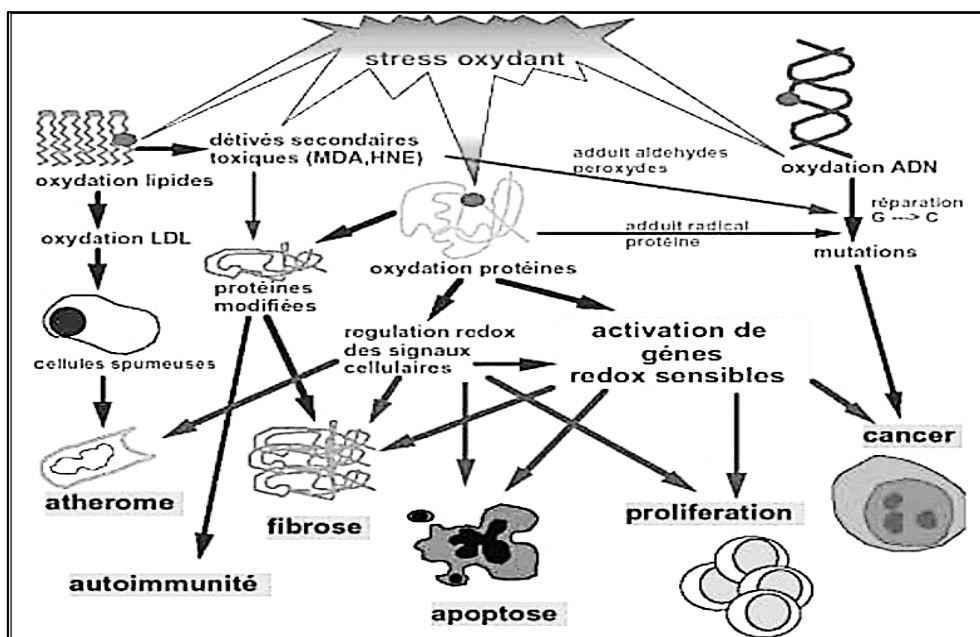 stress oxydant
oxydation lipides
détivés secondaires
toxiques (MDA,HNE)
adduit aldehydes
peroxydes
oxydation ADN
réparation
G ---> C
oxydation LDL
adduit radical
protéine
mutations
oxydation protéines
protéines
modifiées
cellules spumeuses
regulation redox
des signaux
cellulaires
activation de
génes
redox sensibles
cancer
atherome
fibrose
proliferation
autoimmunité
apoptose